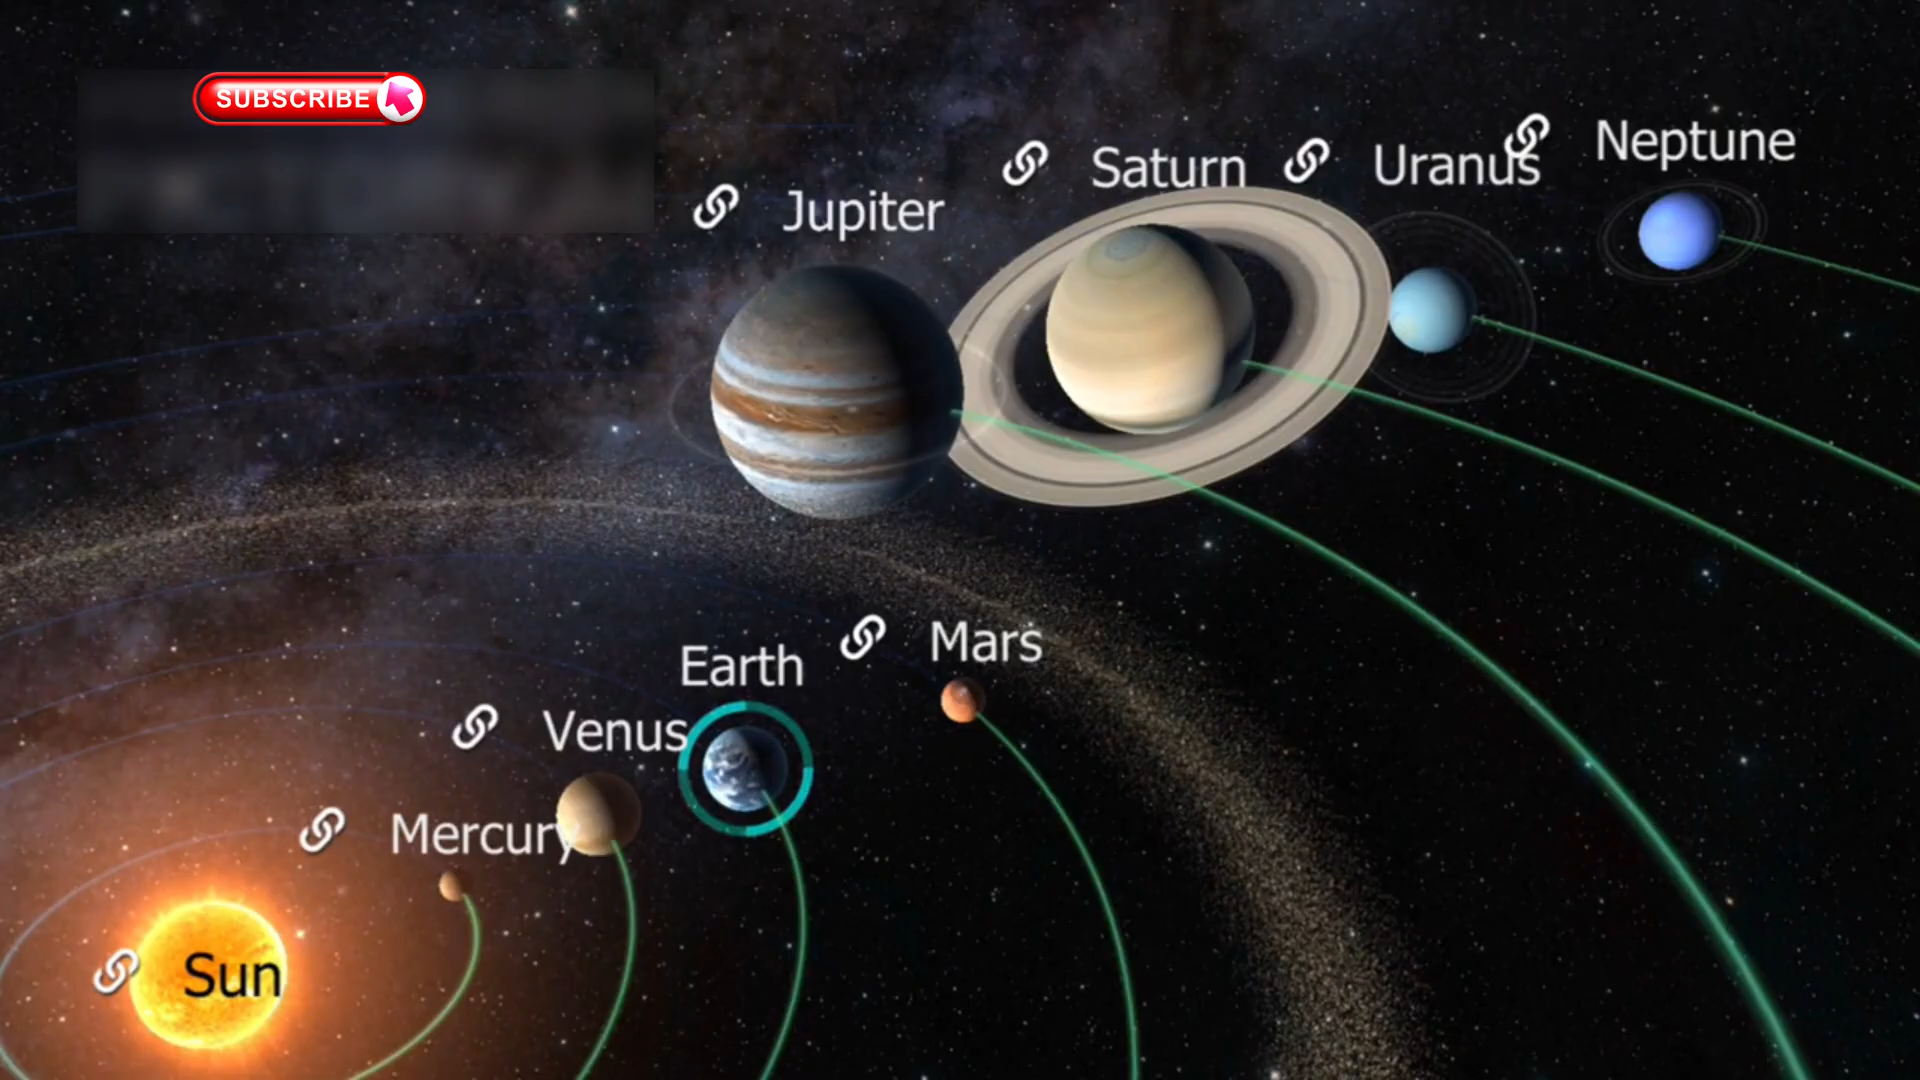 SUBSCRIBE
Neptune
Uranus
Saturn
Jupiter
Mars
Earth
Venus
Mercury
Sun